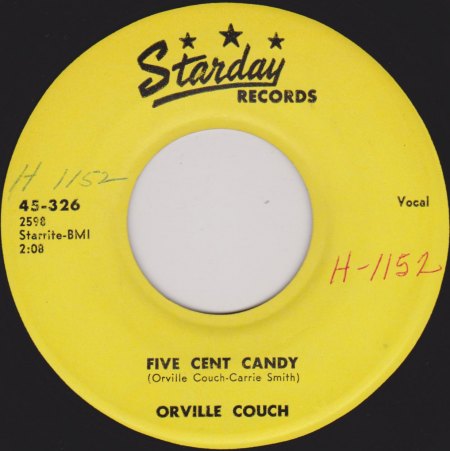 Starday
RECORDS
H 1152
45-326
2598
Starrite-BMI
2:08
Vocal
H-1152
FIVE CENT CANDY
(Orville Couch-Carrie Smith)
ORVILLE COUCH